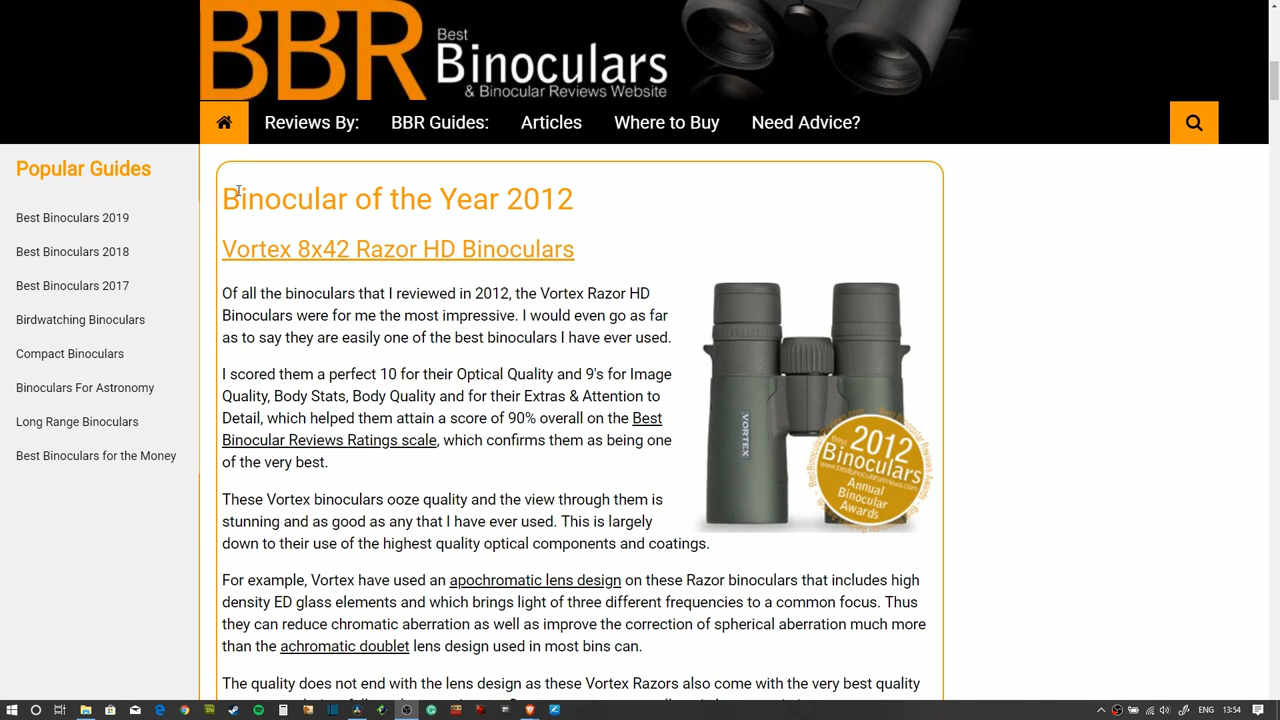 BBR
Best
Binoculars
& Binocular Reviews Website
Reviews By:
BBR Guides:
Articles
Where to Buy
Need Advice?
Popular Guides
Best Binoculars 2019
Best Binoculars 2018
Best Binoculars 2017
Birdwatching Binoculars
Compact Binoculars
Binoculars For Astronomy
Long Range Binoculars
Best Binoculars for the Money
Binocular of the Year 2012
Vortex 8x42 Razor HD Binoculars
Of all the binoculars that I reviewed in 2012, the Vortex Razor HD
Binoculars were for me the most impressive. I would even go as far
as to say they are easily one of the best binoculars I have ever used.
I scored them a perfect 10 for their Optical Quality and 9's for Image
Quality, Body Stats, Body Quality and for their Extras & Attention to
Detail, which helped them attain a score of 90% overall on the Best
Binocular Reviews Ratings scale, which confirms them as being one
of the very best.
These Vortex binoculars ooze quality and the view through them is
stunning and as good as any that I have ever used. This is largely
down to their use of the highest quality optical components and coatings.
For example, Vortex have used an apochromatic lens design on these Razor binoculars that includes high
density ED glass elements and which brings light of three different frequencies to a common focus. Thus
they can reduce chromatic aberration as well as improve the correction of spherical aberration much more
than the achromatic doublet lens design used in most bins can.
The quality does not end with the lens design as these Vortex Razors also come with the very best quality
VORTEX
2012
Best
Binoculars
www.bestbinocularsreviews.com
Annual
Binocular
Awards
ENG
13:54